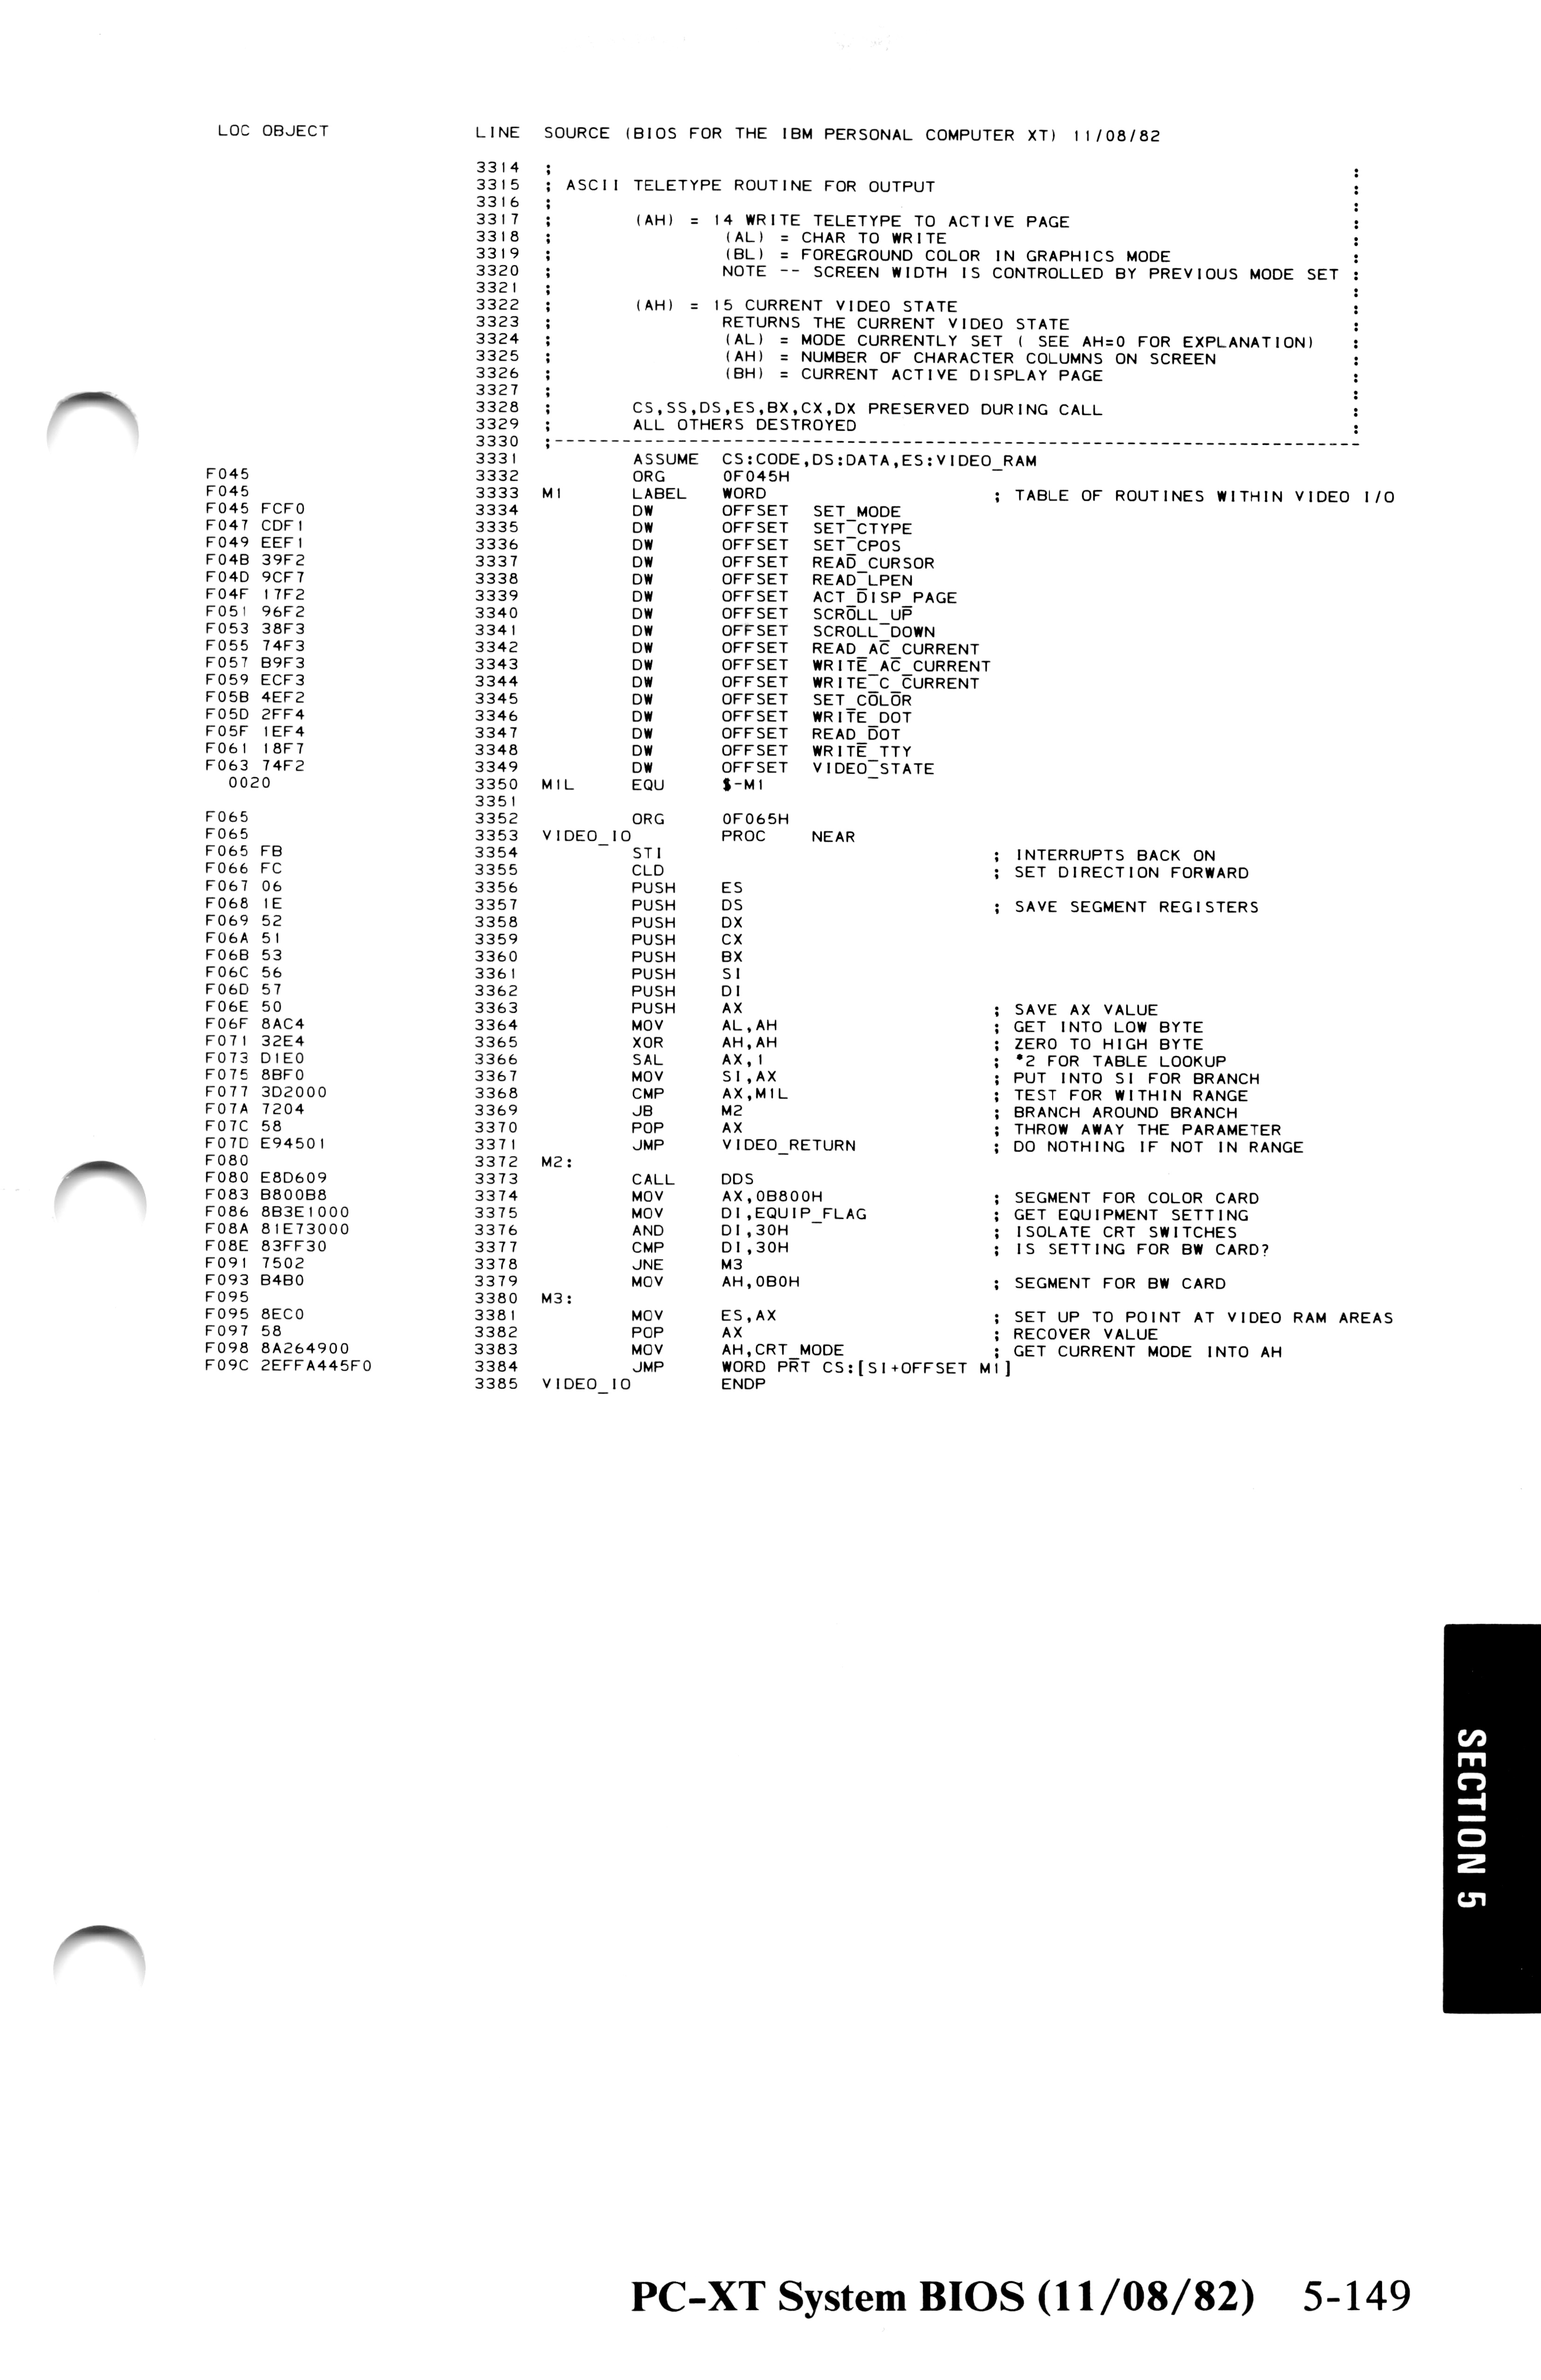 LOC OBJECT LINE SOURCE (BIOS FOR THE IBM PERSONAL COMPUTER XT) 11/08/82
3314 ; :
3315 ; ASCII TELETYPE ROUTINE FOR OUTPUT :
3316 ; :
3317 ; (AH) = 14 WRITE TELETYPE TO ACTIVE PAGE :
3318 ; (AL) = CHAR TO WRITE :
3319 ; (BL) = FOREGROUND COLOR IN GRAPHICS MODE :
3320 ; NOTE -- SCREEN WIDTH IS CONTROLLED BY PREVIOUS MODE SET :
3321 ; :
3322 ; (AH) = 15 CURRENT VIDEO STATE :
3323 ; RETURNS THE CURRENT VIDEO STATE :
3324 ; (AL) = MODE CURRENTLY SET ( SEE AH=0 FOR EXPLANATION) :
3325 ; (AH) = NUMBER OF CHARACTER COLUMNS ON SCREEN :
3326 ; (BH) = CURRENT ACTIVE DISPLAY PAGE :
3327 ; :
3328 ; CS,SS,DS,ES,BX,CX,DX PRESERVED DURING CALL :
3329 ; ALL OTHERS DESTROYED :
3330 ;------------------------------------------------------------------------
3331 ASSUME CS:CODE,DS:DATA,ES:VIDEO_RAM
F045 3332 ORG 0F045H
F045 3333 M1 LABEL WORD ; TABLE OF ROUTINES WITHIN VIDEO I/O
F045 FCF0 3334 DW OFFSET SET_MODE
F047 CDF1 3335 DW OFFSET SET_CTYPE
F049 EEF1 3336 DW OFFSET SET_CPOS
F04B 39F2 3337 DW OFFSET READ_CURSOR
F04D 9CF7 3338 DW OFFSET READ_LPEN
F04F 17F2 3339 DW OFFSET ACT_DISP_PAGE
F051 96F2 3340 DW OFFSET SCROLL_UP
F053 38F3 3341 DW OFFSET SCROLL_DOWN
F055 74F3 3342 DW OFFSET READ_AC_CURRENT
F057 B9F3 3343 DW OFFSET WRITE_AC_CURRENT
F059 ECF3 3344 DW OFFSET WRITE_C_CURRENT
F05B 4EF2 3345 DW OFFSET SET_COLOR
F05D 2FF4 3346 DW OFFSET WRITE_DOT
F05F 1EF4 3347 DW OFFSET READ_DOT
F061 18F7 3348 DW OFFSET WRITE_TTY
F063 74F2 3349 DW OFFSET VIDEO_STATE
0020 3350 M1L EQU $-M1
3351
F065 3352 ORG 0F065H
F065 3353 VIDEO_IO PROC NEAR
F065 FB 3354 STI ; INTERRUPTS BACK ON
F066 FC 3355 CLD ; SET DIRECTION FORWARD
F067 06 3356 PUSH ES
F068 1E 3357 PUSH DS ; SAVE SEGMENT REGISTERS
F069 52 3358 PUSH DX
F06A 51 3359 PUSH CX
F06B 53 3360 PUSH BX
F06C 56 3361 PUSH SI
F06D 57 3362 PUSH DI
F06E 50 3363 PUSH AX ; SAVE AX VALUE
F06F 8AC4 3364 MOV AL,AH ; GET INTO LOW BYTE
F071 32E4 3365 XOR AH,AH ; ZERO TO HIGH BYTE
F073 D1E0 3366 SAL AX,1 ; *2 FOR TABLE LOOKUP
F075 8BF0 3367 MOV SI,AX ; PUT INTO SI FOR BRANCH
F077 3D2000 3368 CMP AX,M1L ; TEST FOR WITHIN RANGE
F07A 7204 3369 JB M2 ; BRANCH AROUND BRANCH
F07C 58 3370 POP AX ; THROW AWAY THE PARAMETER
F07D E94501 3371 JMP VIDEO_RETURN ; DO NOTHING IF NOT IN RANGE
F080 3372 M2:
F080 E8D609 3373 CALL DDS
F083 B800B8 3374 MOV AX,0B800H ; SEGMENT FOR COLOR CARD
F086 8B3E1000 3375 MOV DI,EQUIP_FLAG ; GET EQUIPMENT SETTING
F08A 81E73000 3376 AND DI,30H ; ISOLATE CRT SWITCHES
F08E 83FF30 3377 CMP DI,30H ; IS SETTING FOR BW CARD?
F091 7502 3378 JNE M3
F093 B4B0 3379 MOV AH,0B0H ; SEGMENT FOR BW CARD
F095 3380 M3:
F095 8EC0 3381 MOV ES,AX ; SET UP TO POINT AT VIDEO RAM AREAS
F097 58 3382 POP AX ; RECOVER VALUE
F098 8A264900 3383 MOV AH,CRT_MODE ; GET CURRENT MODE INTO AH
F09C 2EFFA445F0 3384 JMP WORD PRT CS:[SI+OFFSET M1]
3385 VIDEO_IO ENDP
SECTION 5
PC-XT System BIOS (11/08/82) 5-149